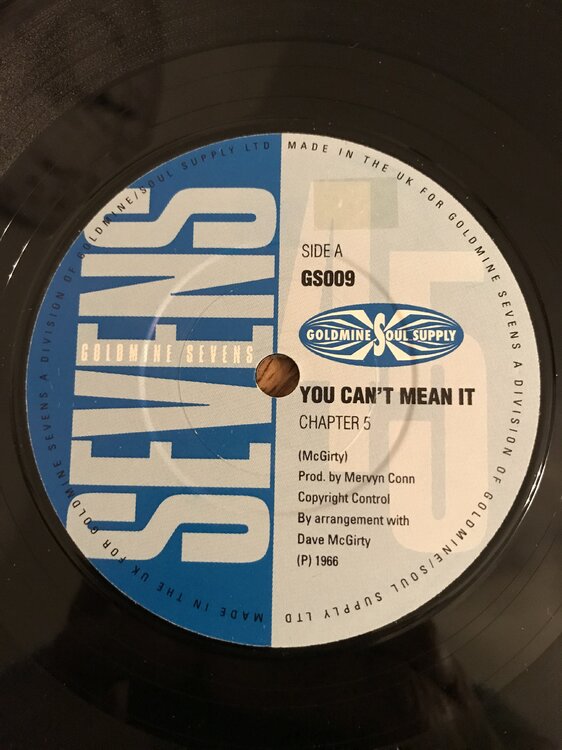 MADE IN THE UK FOR GOLDMINE SEVENS A DIVISION OF GOLDMINE/SOUL SUPPLY LTD
MADE IN THE UK FOR GOLDMINE SEVENS A DIVISION OF GOLDMINE/SOUL SUPPLY LTD
SEVENS
GOLDMINE SEVENS
45
SIDE A
GS009
GOLDMINE SOUL SUPPLY
YOU CAN'T MEAN IT
CHAPTER 5
(McGirty)
Prod. by Mervyn Conn
Copyright Control
By arrangement with
Dave McGirty
(P) 1966